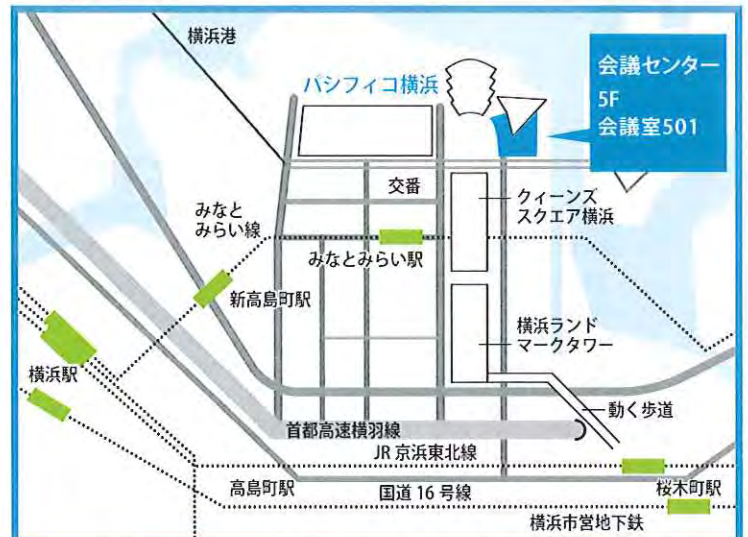 横浜港
会議センター
5F
会議室501
パシフィコ横浜
交番
クィーンズ
スクエア横浜
みなと
みらい線
みなとみらい駅
新高島町駅
横浜ランド
マークタワー
横浜駅
動く歩道
首都高速横羽線
JR 京浜東北線
高島町駅
国道 16 号線
桜木町駅
横浜市営地下鉄